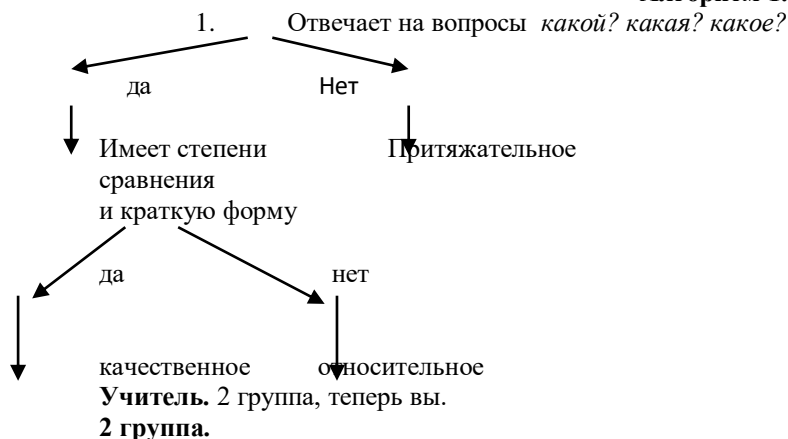 1. Отвечает на вопросы какой? какая? какое?
да Нет
Имеет степени Притяжательное
сравнения
и краткую форму
да нет
качественное относительное
Учитель. 2 группа, теперь вы.
2 группа.